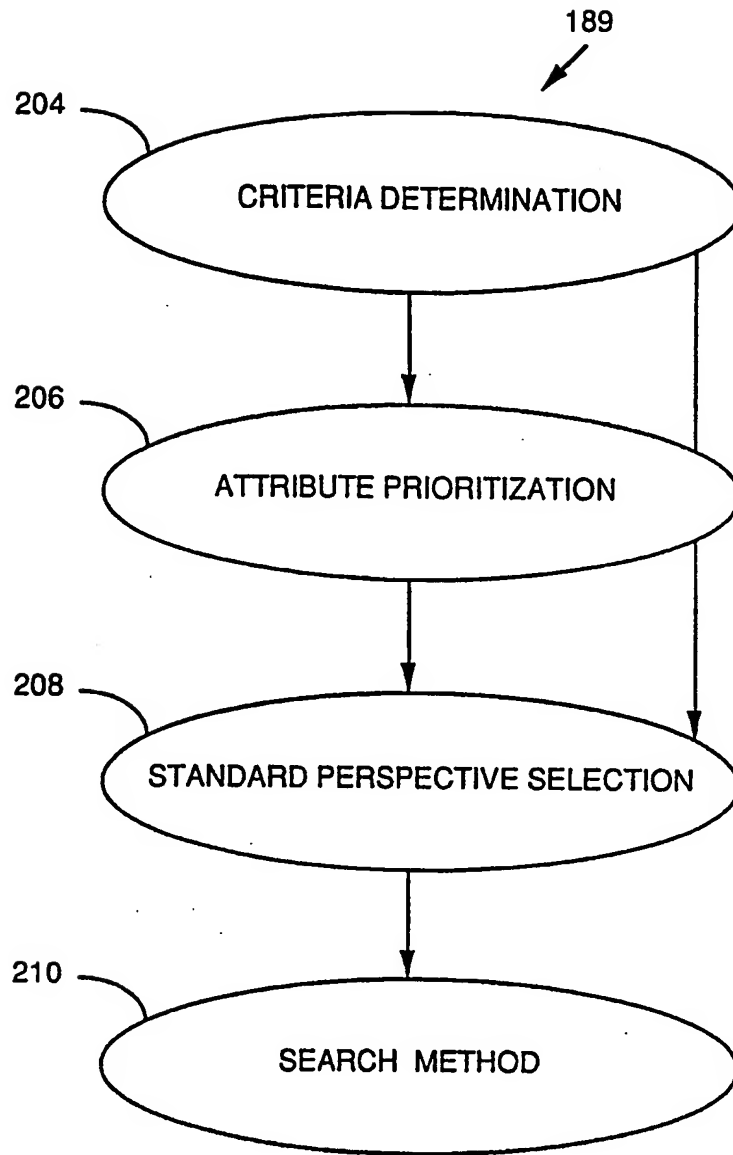 189
204
CRITERIA DETERMINATION
206
ATTRIBUTE PRIORITIZATION
208
STANDARD PERSPECTIVE SELECTION
210
SEARCH METHOD